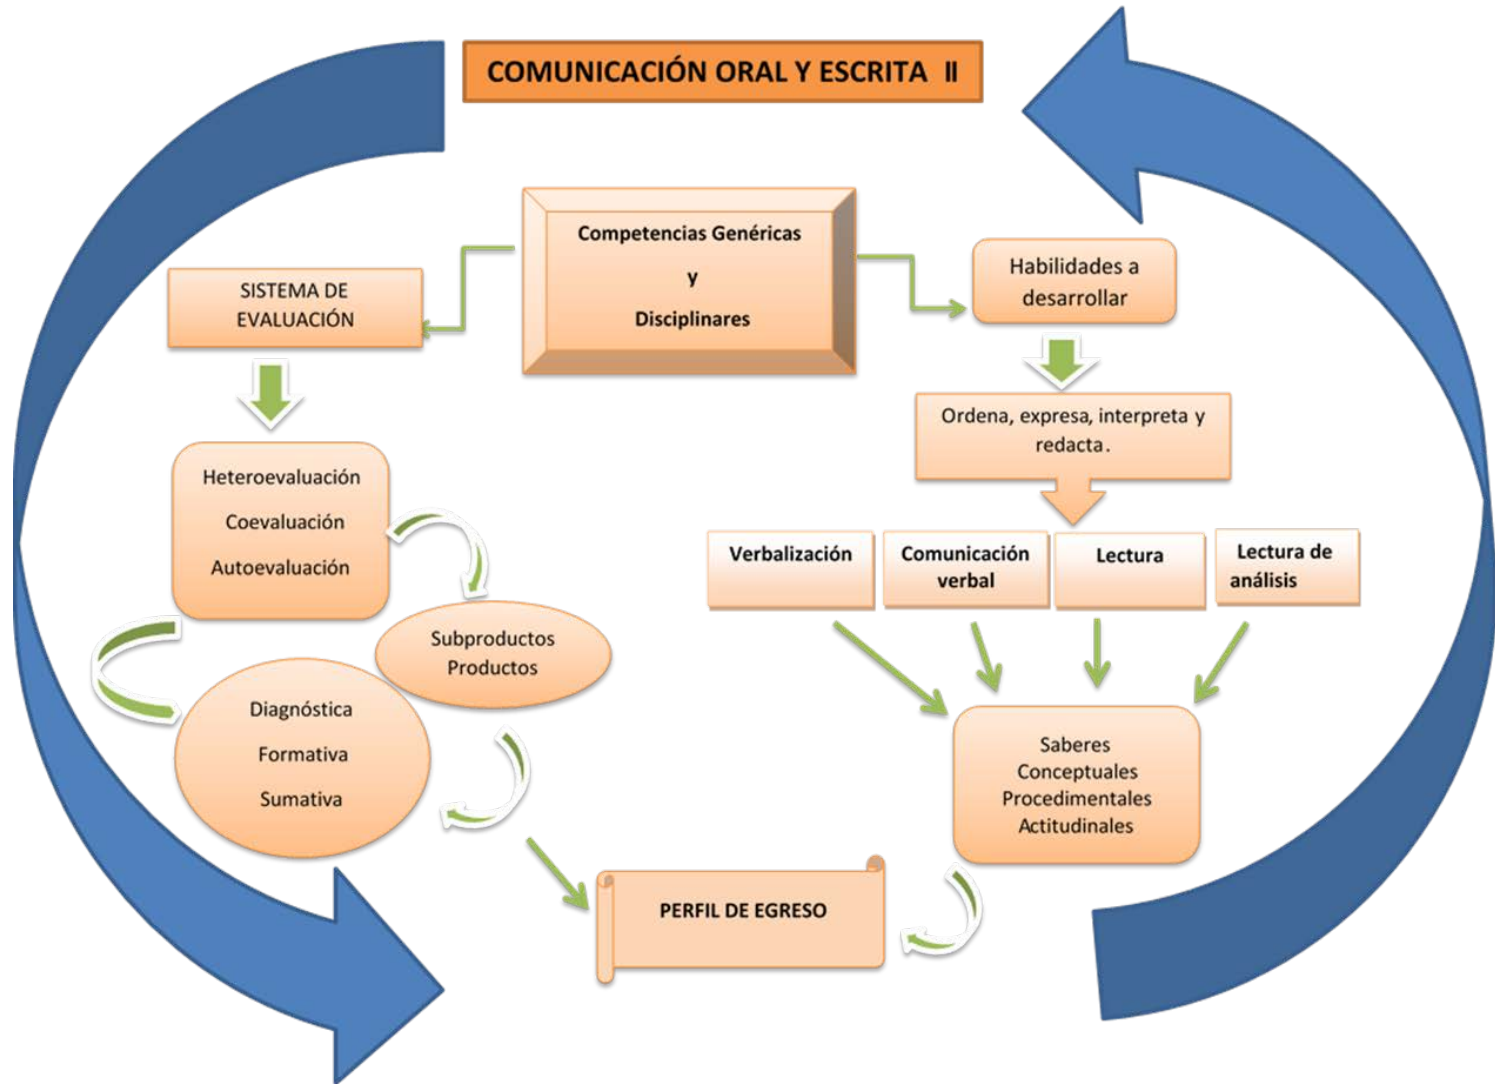 COMUNICACIÓN ORAL Y ESCRITA II
Competencias Genéricas
y
Disciplinares
SISTEMA DE
EVALUACIÓN
Heteroevaluación
Coevaluación
Autoevaluación
Subproductos
Productos
Diagnóstica
Formativa
Sumativa
Habilidades a
desarrollar
Ordena, expresa, interpreta y
redacta.
Verbalización
Comunicación
verbal
Lectura
Lectura de
análisis
Saberes
Conceptuales
Procedimentales
Actitudinales
PERFIL DE EGRESO